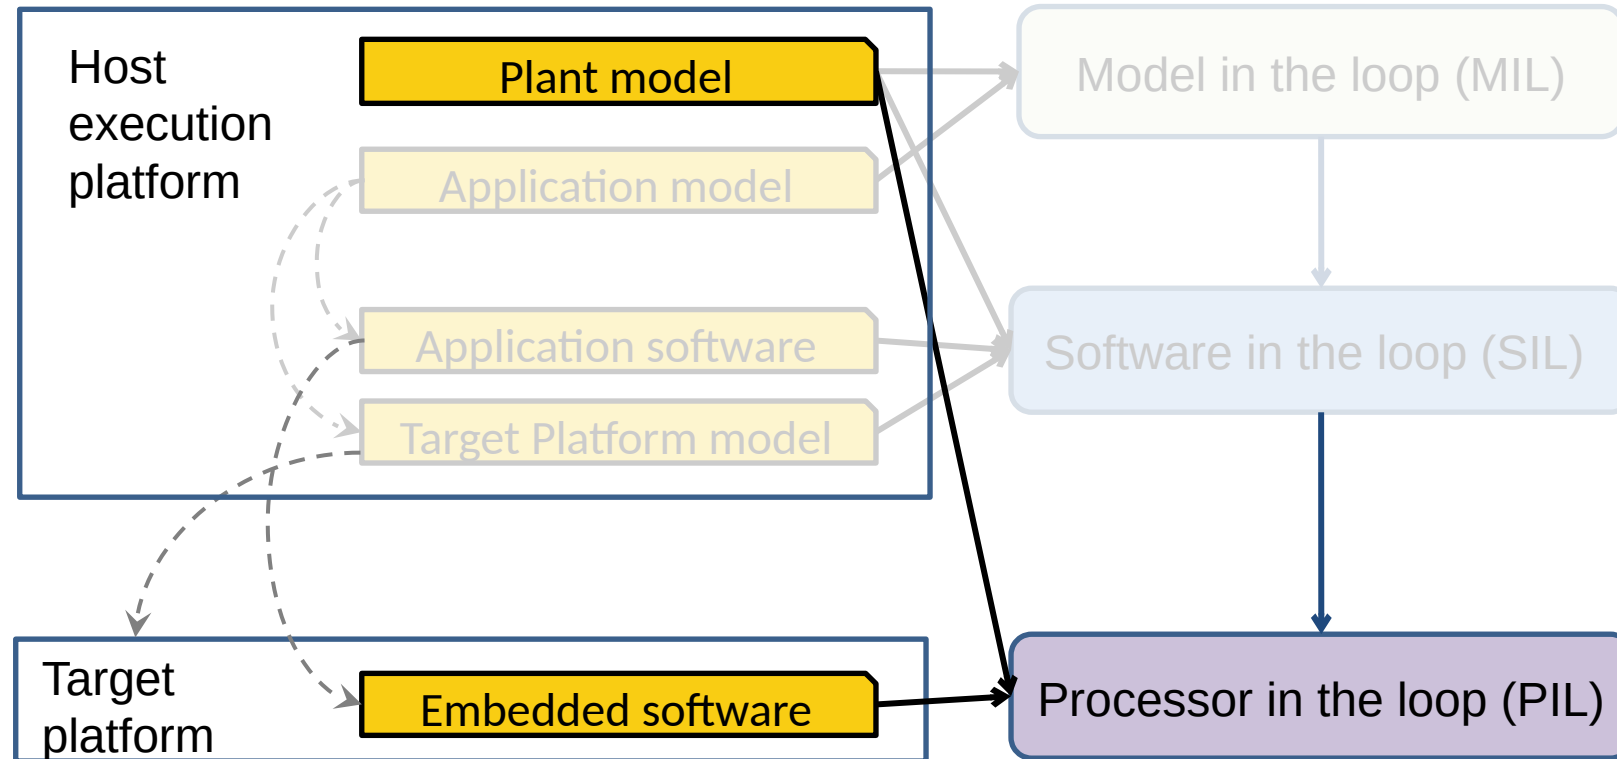 Host
execution
platform
Plant model
Application model
Application software
Target Platform model
Model in the loop (MIL)
Software in the loop (SIL)
Target
platform
Embedded software
Processor in the loop (PIL)